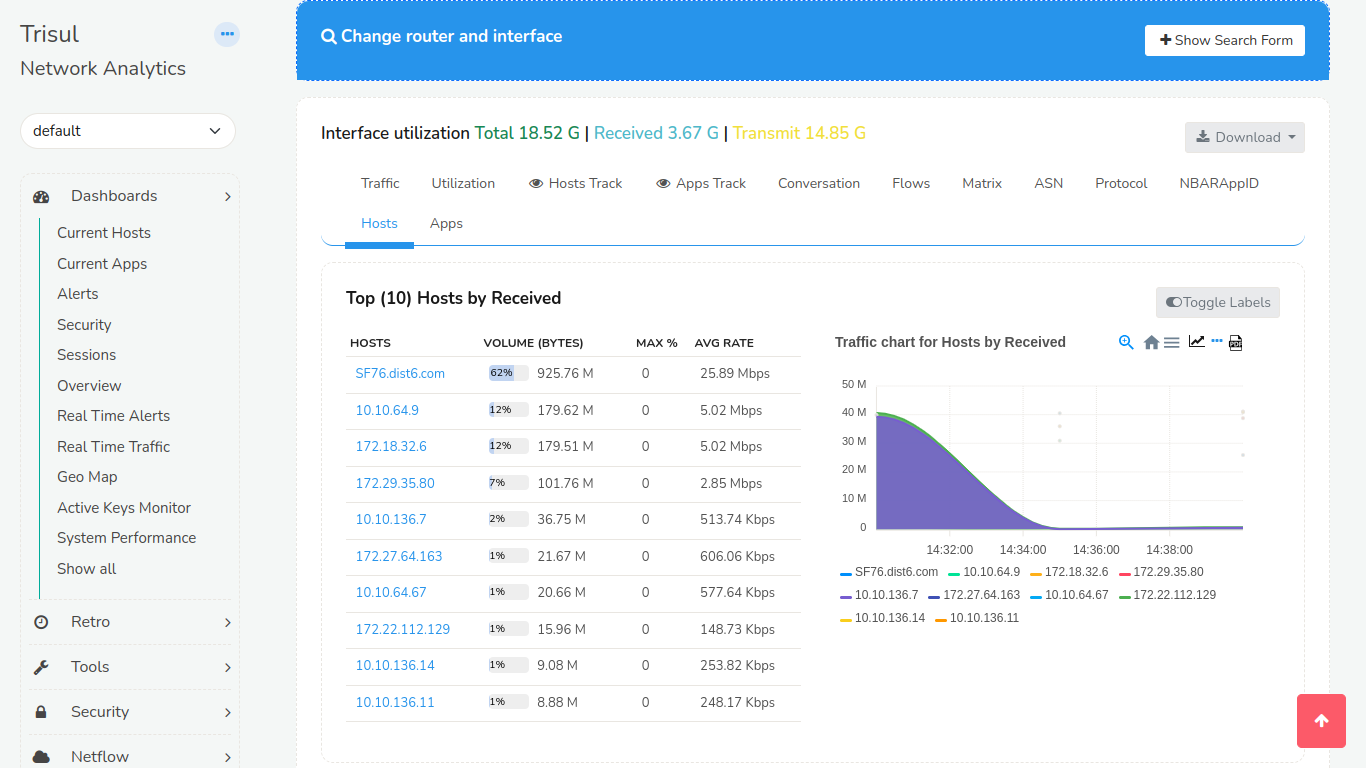 Trisul
Network Analytics
default
Dashboards
Current Hosts
Current Apps
Alerts
Security
Sessions
Overview
Real Time Alerts
Real Time Traffic
Geo Map
Active Keys Monitor
System Performance
Show all
Retro
Tools
Security
Netflow
Change router and interface
Show Search Form
Interface utilization Total 18.52 G | Received 3.67 G | Transmit 14.85 G
Download
Traffic Utilization Hosts Track Apps Track Conversation Flows Matrix ASN Protocol NBARAppID
Hosts Apps
Top (10) Hosts by Received
Toggle Labels
HOSTS VOLUME (BYTES) MAX % AVG RATE
SF76.dist6.com 62% 925.76 M 0 25.89 Mbps
10.10.64.9 12% 179.62 M 0 5.02 Mbps
172.18.32.6 12% 179.51 M 0 5.02 Mbps
172.29.35.80 7% 101.76 M 0 2.85 Mbps
10.10.136.7 2% 36.75 M 0 513.74 Kbps
172.27.64.163 1% 21.67 M 0 606.06 Kbps
10.10.64.67 1% 20.66 M 0 577.64 Kbps
172.22.112.129 1% 15.96 M 0 148.73 Kbps
10.10.136.14 1% 9.08 M 0 253.82 Kbps
10.10.136.11 1% 8.88 M 0 248.17 Kbps
Traffic chart for Hosts by Received
PDF
50 M
40 M
30 M
20 M
10 M
0
14:32:00 14:34:00 14:36:00 14:38:00
SF76.dist6.com 10.10.64.9 172.18.32.6 172.29.35.80
10.10.136.7 172.27.64.163 10.10.64.67 172.22.112.129
10.10.136.14 10.10.136.11